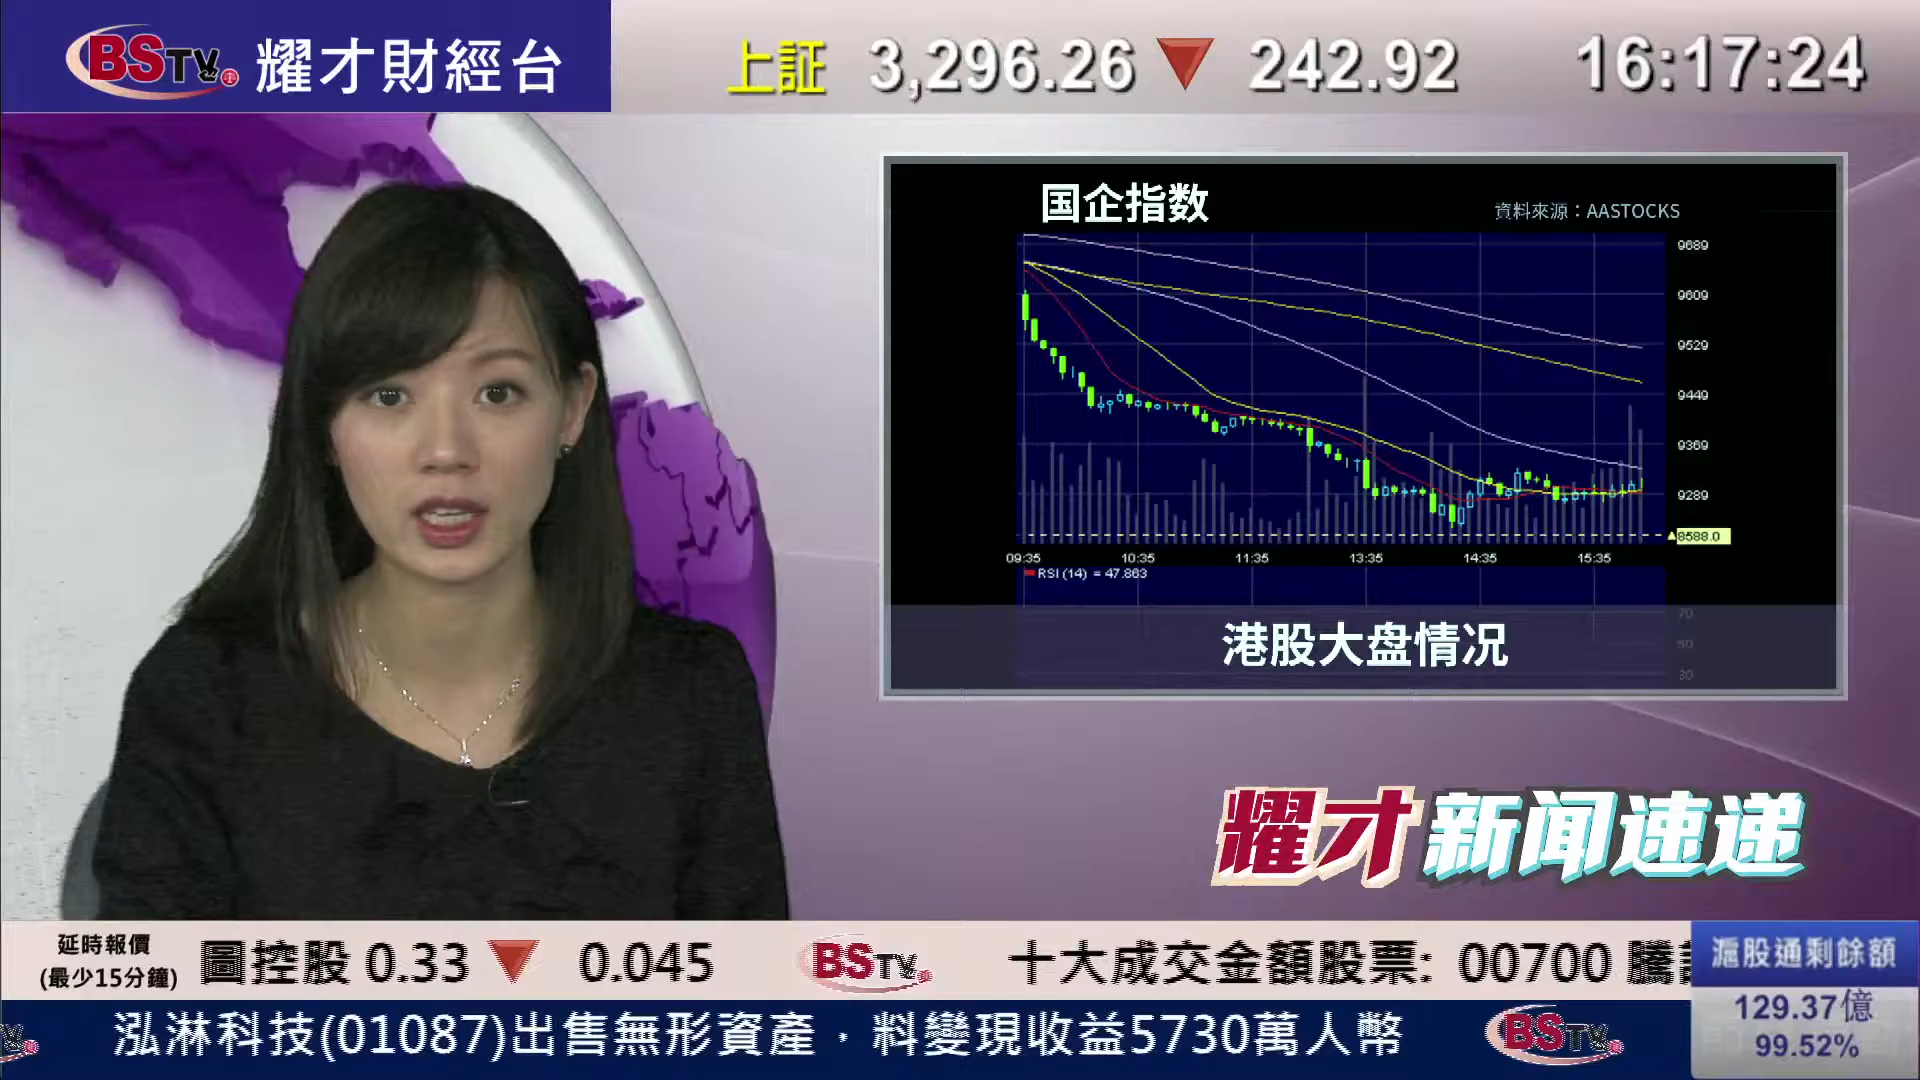 BSTV 耀才財經台
上証 3,296.26 ▼ 242.92 16:17:24
国企指数
資料來源：AASTOCKS
9689
9609
9529
9449
9369
9289
8588.0
09:35 10:35 11:35 13:35 14:35 15:35
RSI (14) = 47.863
70
50
30
港股大盘情况
耀才新闻速递
延時報價
(最少15分鐘)
圖控股 0.33 ▼ 0.045 BSTV 十大成交金額股票: 00700 騰
滬股通剩餘額
129.37億
99.52%
泓淋科技(01087)出售無形資產，料變現收益5730萬人幣 BSTV